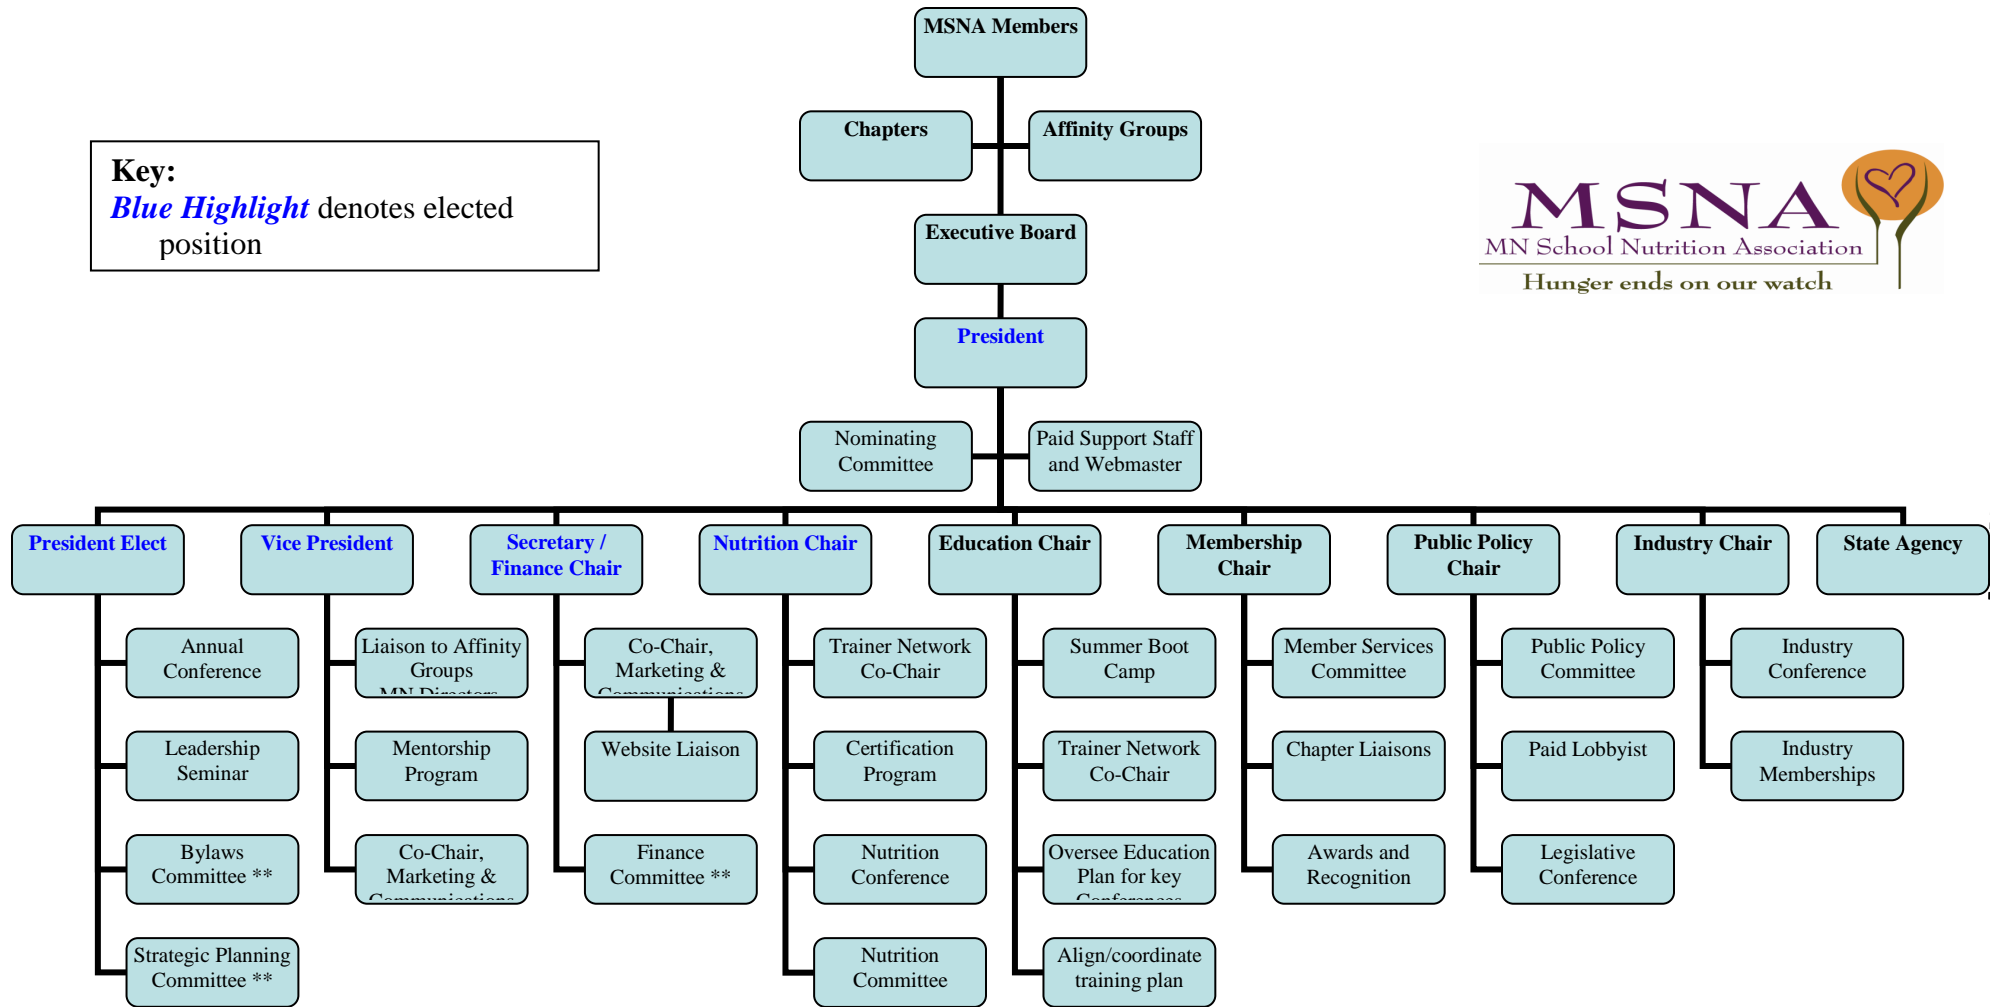 MSNA Members
Chapters
Affinity Groups
Key:
Blue Highlight denotes elected
position
MSNA
MN School Nutrition Association
Hunger ends on our watch
Executive Board
President
Nominating
Committee
Paid Support Staff
and Webmaster
President Elect
Vice President
Secretary /
Finance Chair
Nutrition Chair
Education Chair
Membership
Chair
Public Policy
Chair
Industry Chair
State Agency
Annual
Conference
Leadership
Seminar
Bylaws
Committee **
Strategic Planning
Committee **
Liaison to Affinity
Groups
MN Directors
Mentorship
Program
Co-Chair,
Marketing &
Communications
Co-Chair,
Marketing &
Communications
Website Liaison
Finance
Committee **
Trainer Network
Co-Chair
Certification
Program
Nutrition
Conference
Nutrition
Committee
Summer Boot
Camp
Trainer Network
Co-Chair
Oversee Education
Plan for key
Conferences
Align/coordinate
training plan
Member Services
Committee
Chapter Liaisons
Awards and
Recognition
Public Policy
Committee
Paid Lobbyist
Legislative
Conference
Industry
Conference
Industry
Memberships